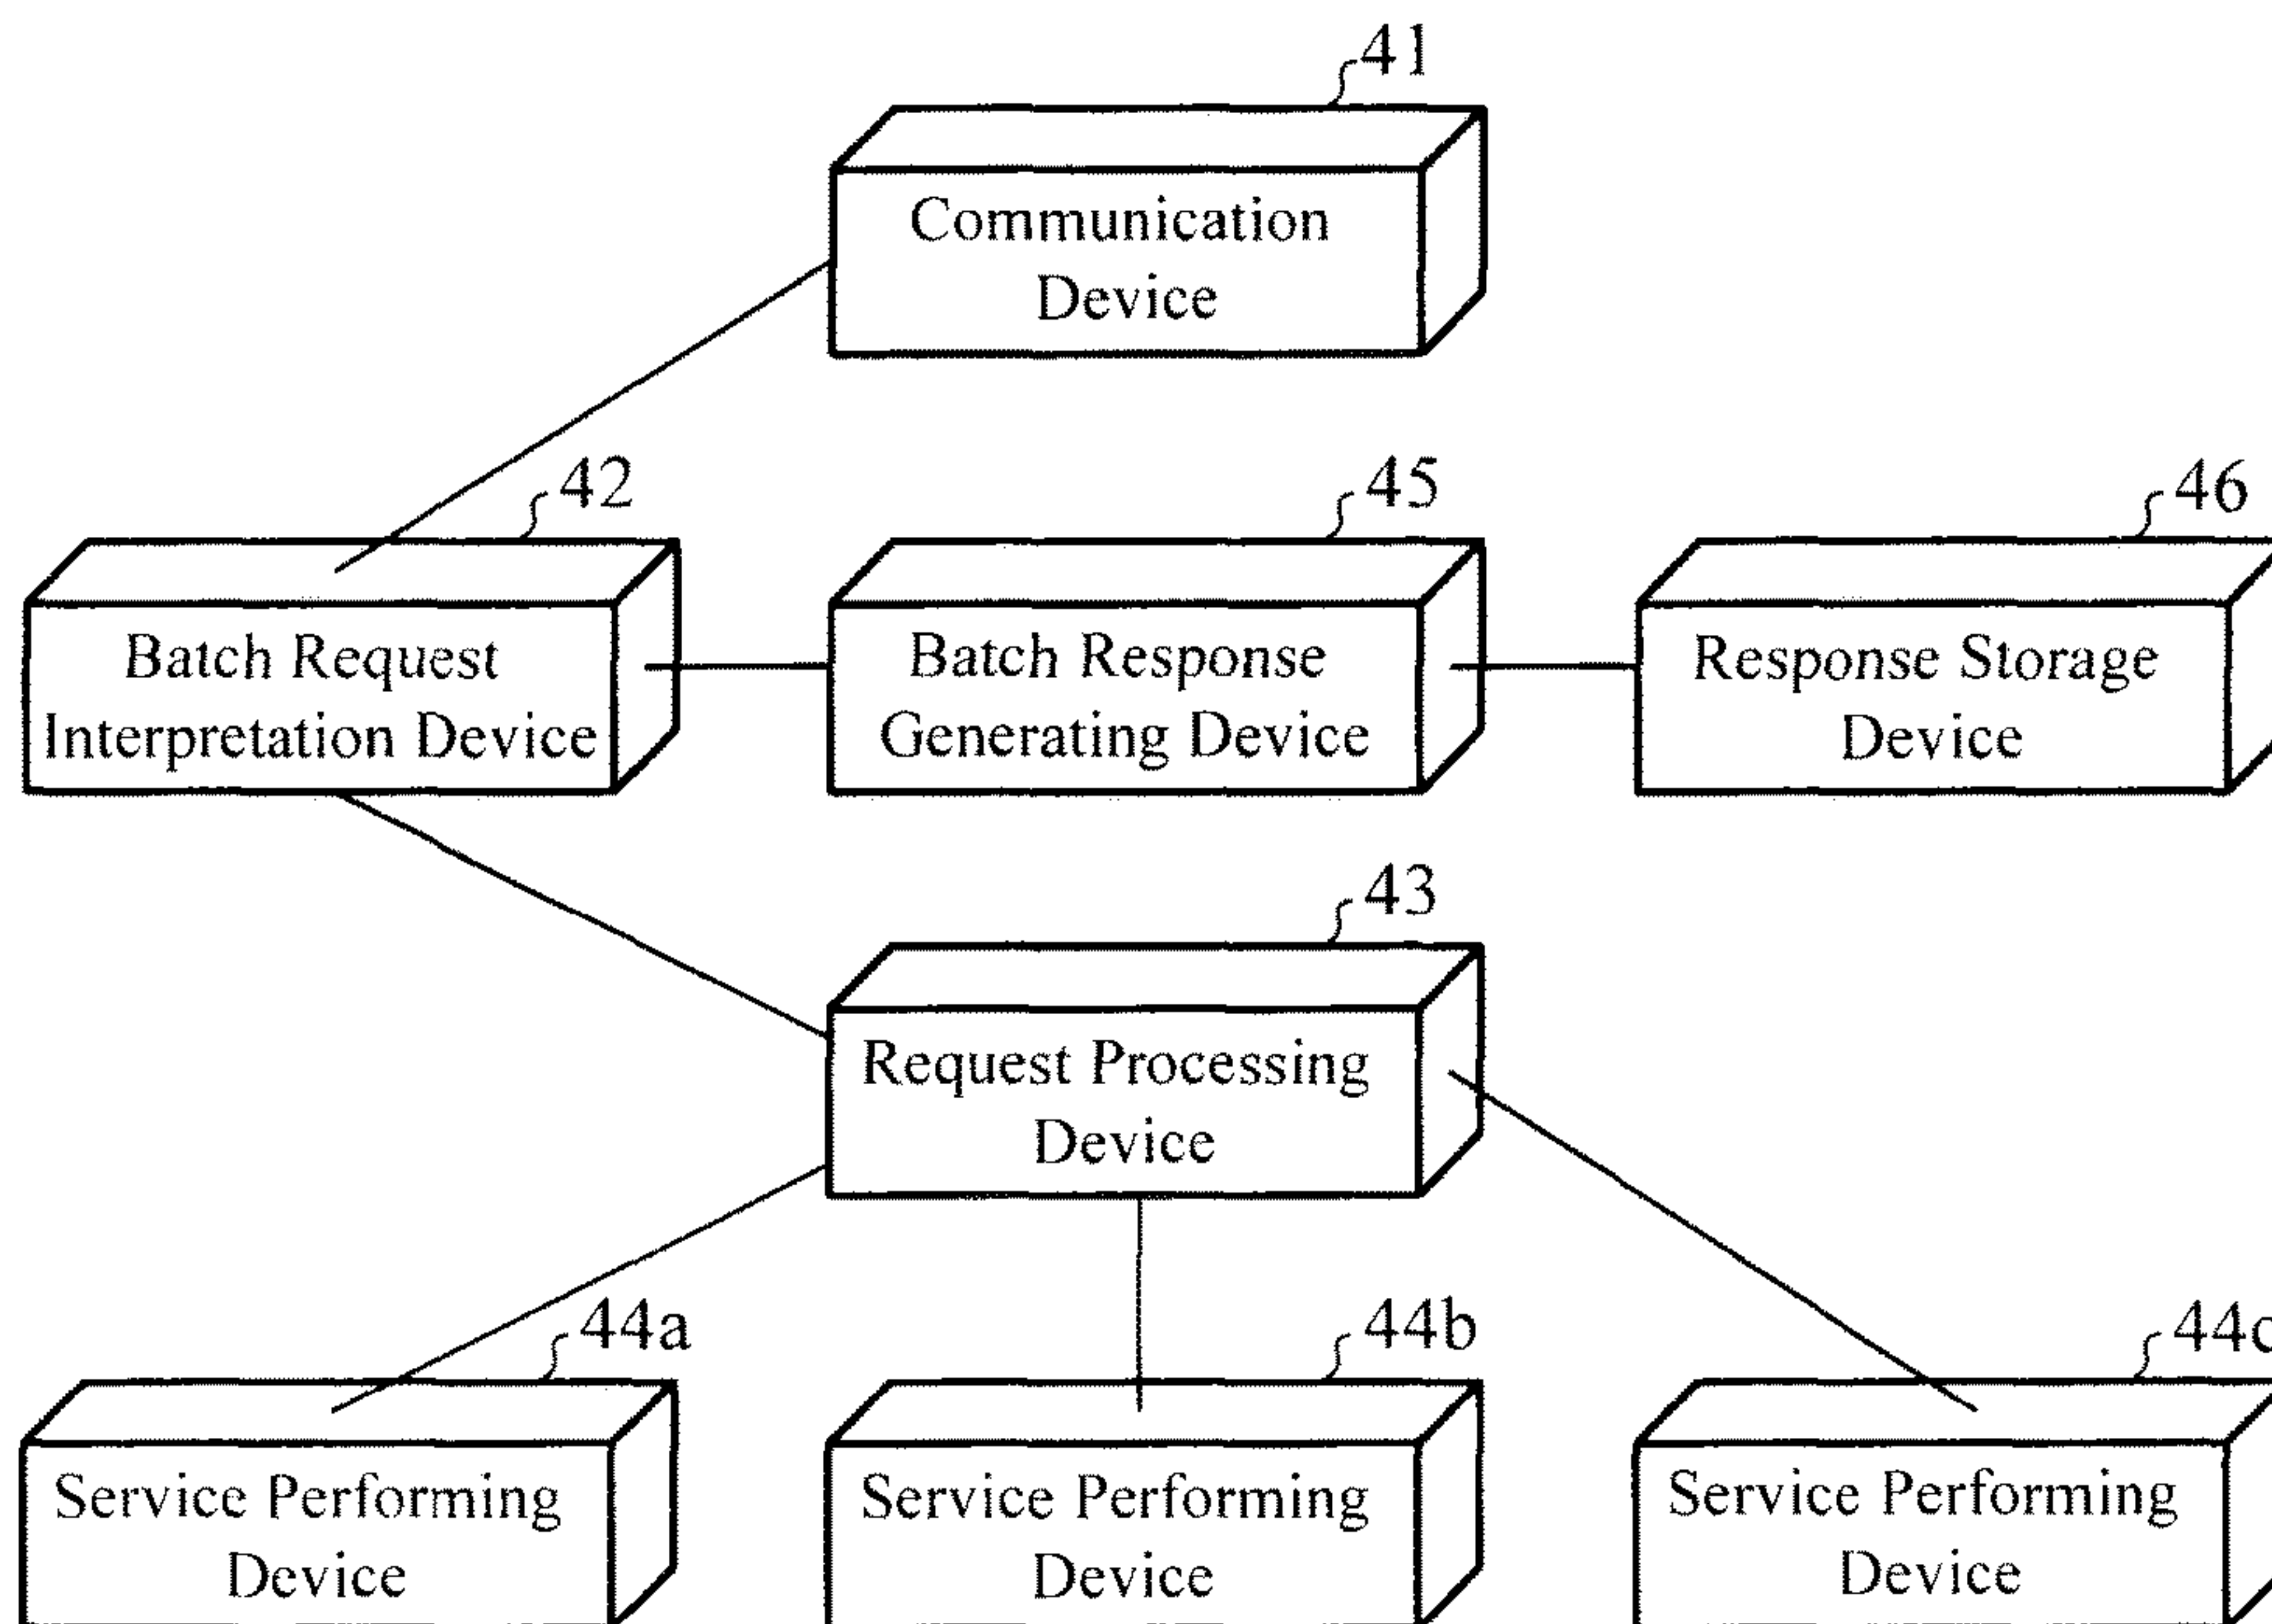 41
Communication
Device
42
45
46
Batch Request
Interpretation Device
Batch Response
Generating Device
Response Storage
Device
43
Request Processing
Device
44a
44b
44c
Service Performing
Device
Service Performing
Device
Service Performing
Device